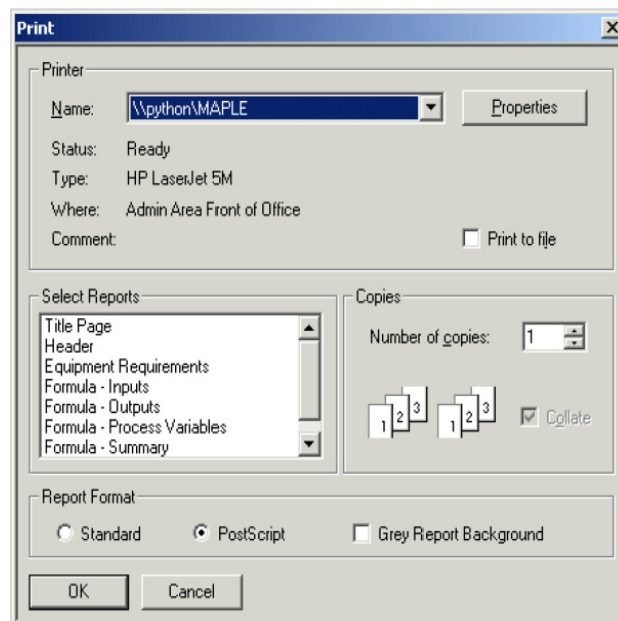 Print
Printer
Name: \\python\MAPLE Properties
Status: Ready
Type: HP LaserJet 5M
Where: Admin Area Front of Office
Comment: Print to file
Select Reports
Title Page
Header
Equipment Requirements
Formula - Inputs
Formula - Outputs
Formula - Process Variables
Formula - Summary
Copies
Number of copies: 1
1 2 3 1 2 3 Collate
Report Format
Standard PostScript Grey Report Background
OK Cancel